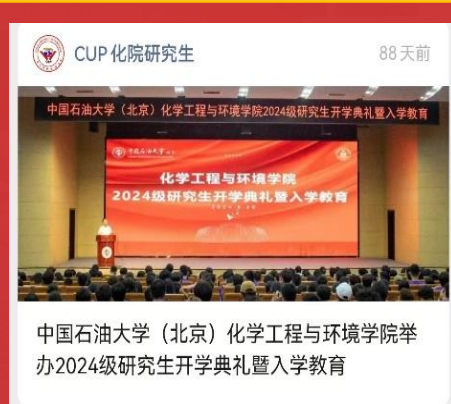 CUP 化院研究生
88 天前
中国石油大学（北京）化学工程与环境学院2024级研究生开学典礼暨入学教育
化学工程与环境学院
2024级研究生开学典礼暨入学教育
中国石油大学（北京）化学工程与环境学院举
办2024级研究生开学典礼暨入学教育